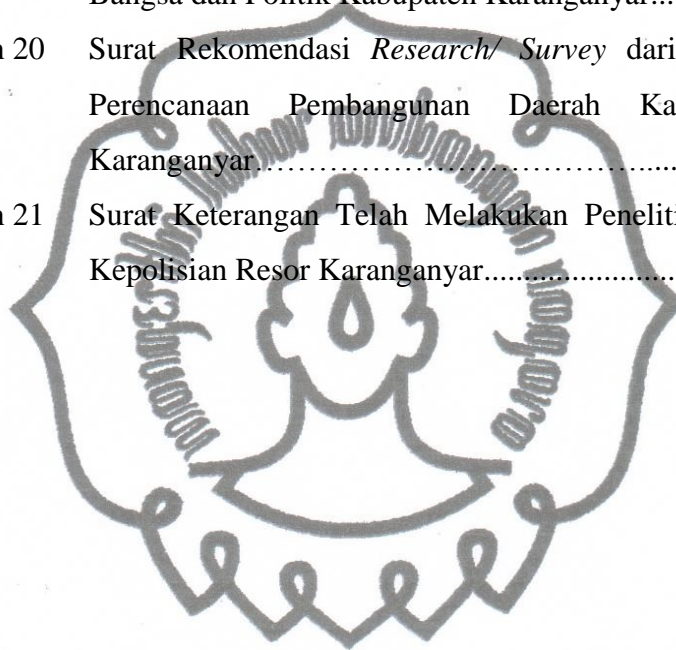 Bangsa dan Politik Kabupaten Karanganyar...
n 20 Surat Rekomendasi Research/ Survey dari
Perencanaan Pembangunan Daerah Ka
Karanganyar……………………………….....
n 21 Surat Keterangan Telah Melakukan Peneliti
Kepolisian Resor Karanganyar.......................